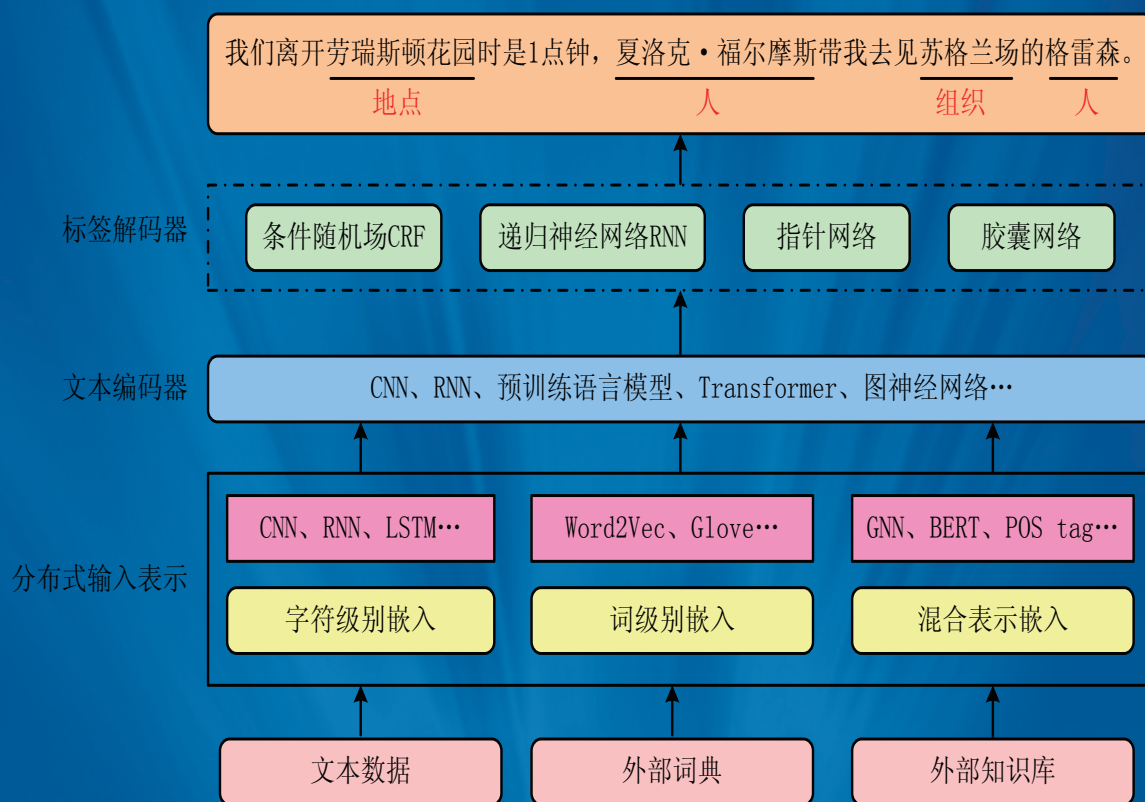 我们离开劳瑞斯顿花园时是1点钟，夏洛克·福尔摩斯带我去见苏格兰场的格雷森。
地点 人 组织 人
标签解码器
条件随机场CRF 递归神经网络RNN 指针网络 胶囊网络
文本编码器
CNN、RNN、预训练语言模型、Transformer、图神经网络…
CNN、RNN、LSTM… Word2Vec、Glove… GNN、BERT、POS tag…
分布式输入表示
字符级别嵌入 词级别嵌入 混合表示嵌入
文本数据 外部词典 外部知识库